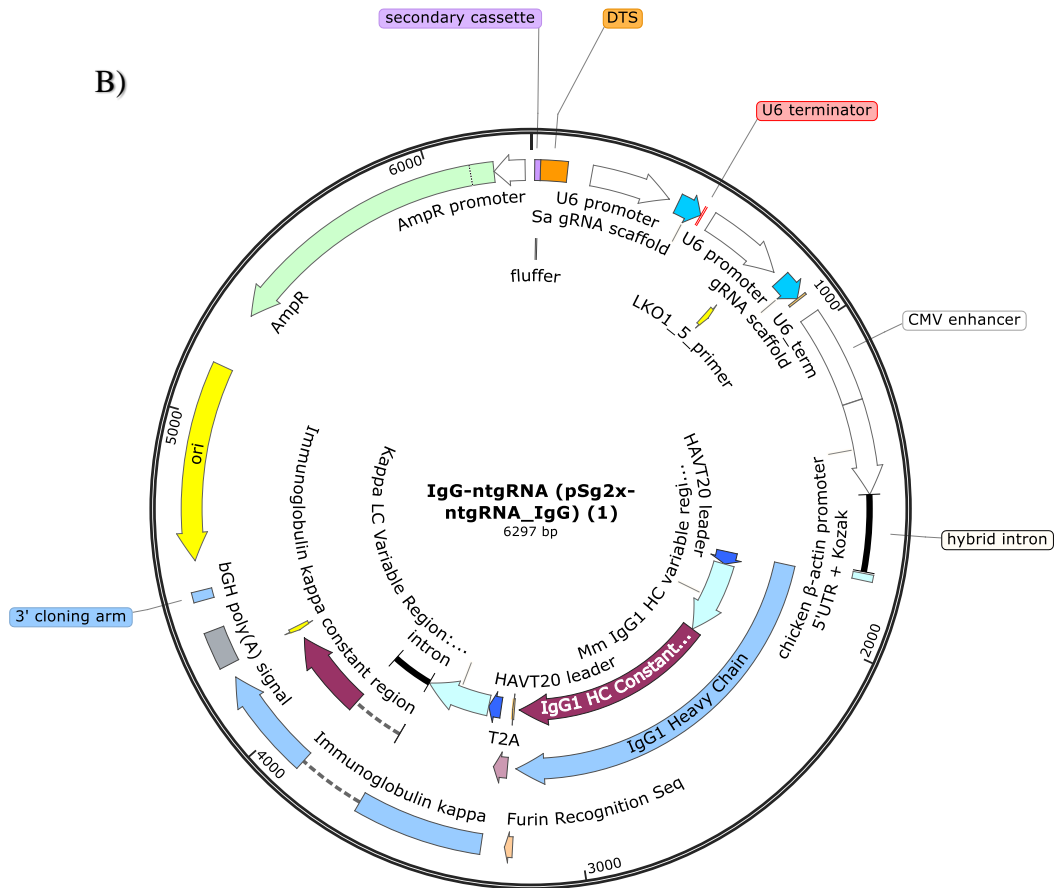 secondary cassette
DTS
B)
U6 terminator
6000
AmpR promoter
U6 promoter
Sa gRNA scaffold
U6 promoter
gRNA scaffold
U6_term
1000
fluffer
AmpR
LKO1_5_primer
CMV enhancer
5000
ori
Immunoglobulin kappa constant region
Kappa LC Variable Region:...
IgG-ntgRNA (pSg2x-
ntgRNA_IgG) (1)
6297 bp
HAVT20 leader
Mm IgG1 HC variable regi...
chicken β-actin promoter
5'UTR + Kozak
hybrid intron
2000
3' cloning arm
bGH poly(A) signal
intron
HAVT20 leader
IgG1 HC Constant...
IgG1 Heavy Chain
T2A
4000
Immunoglobulin kappa
Furin Recognition Seq
3000